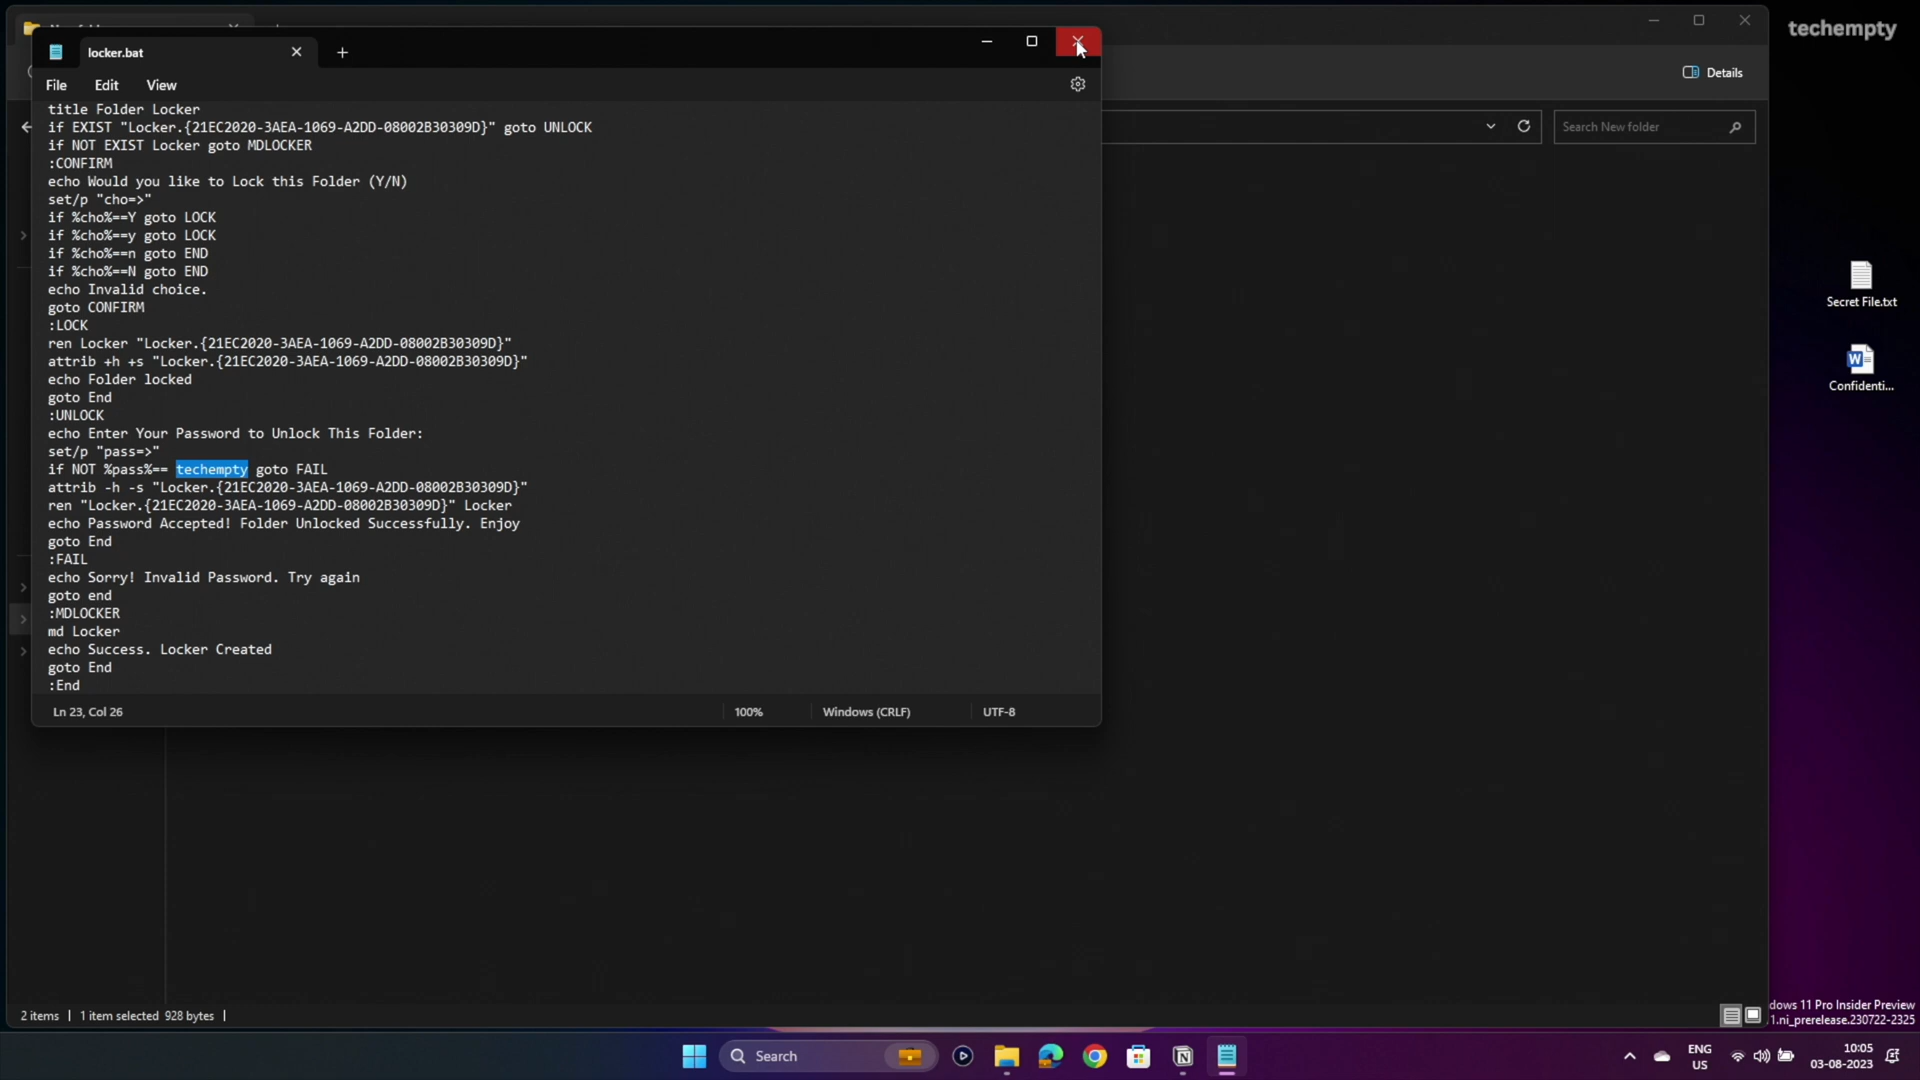 techempty
locker.bat
File Edit View
Details
Search New folder
title Folder Locker
if EXIST "Locker.{21EC2020-3AEA-1069-A2DD-08002B30309D}" goto UNLOCK
if NOT EXIST Locker goto MDLOCKER
:CONFIRM
echo Would you like to Lock this Folder (Y/N)
set/p "cho=>"
if %cho%==Y goto LOCK
if %cho%==y goto LOCK
if %cho%==n goto END
if %cho%==N goto END
echo Invalid choice.
goto CONFIRM
:LOCK
ren Locker "Locker.{21EC2020-3AEA-1069-A2DD-08002B30309D}"
attrib +h +s "Locker.{21EC2020-3AEA-1069-A2DD-08002B30309D}"
echo Folder locked
goto End
:UNLOCK
echo Enter Your Password to Unlock This Folder:
set/p "pass=>"
if NOT %pass%== techempty goto FAIL
attrib -h -s "Locker.{21EC2020-3AEA-1069-A2DD-08002B30309D}"
ren "Locker.{21EC2020-3AEA-1069-A2DD-08002B30309D}" Locker
echo Password Accepted! Folder Unlocked Successfully. Enjoy
goto End
:FAIL
echo Sorry! Invalid Password. Try again
goto end
:MDLOCKER
md Locker
echo Success. Locker Created
goto End
:End
Ln 23, Col 26 100% Windows (CRLF) UTF-8
Secret File.txt
Confidenti...
2 items 1 item selected 928 bytes
dows 11 Pro Insider Preview
1.ni_prerelease.230722-2325
Search
ENG
US
10:05
03-08-2023